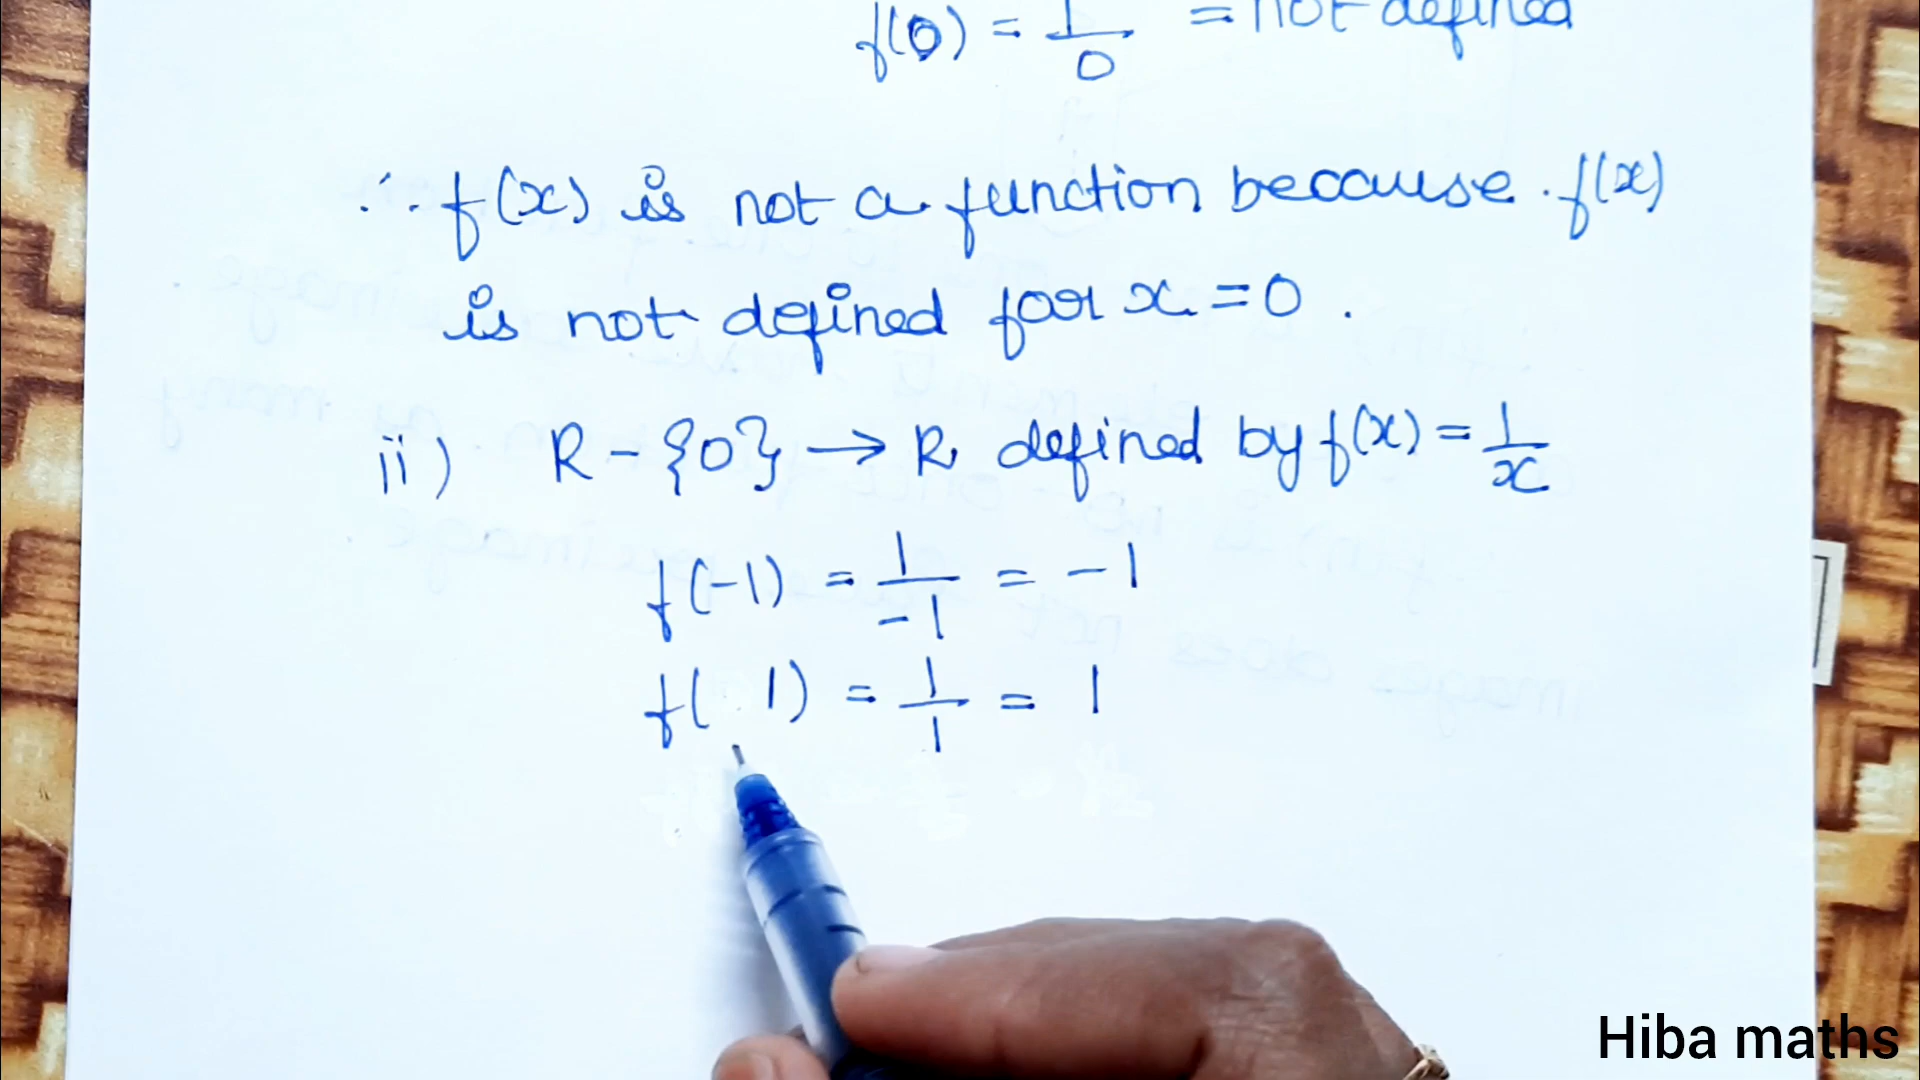 f(0) = 1/0 = not defined
∴ f(x) is not a function because f(x)
is not defined for x = 0 .
ii) R - {0} → R defined by f(x) = 1/x
f(-1) = 1/-1 = -1
f( 1) = 1/1 = 1
Hiba maths